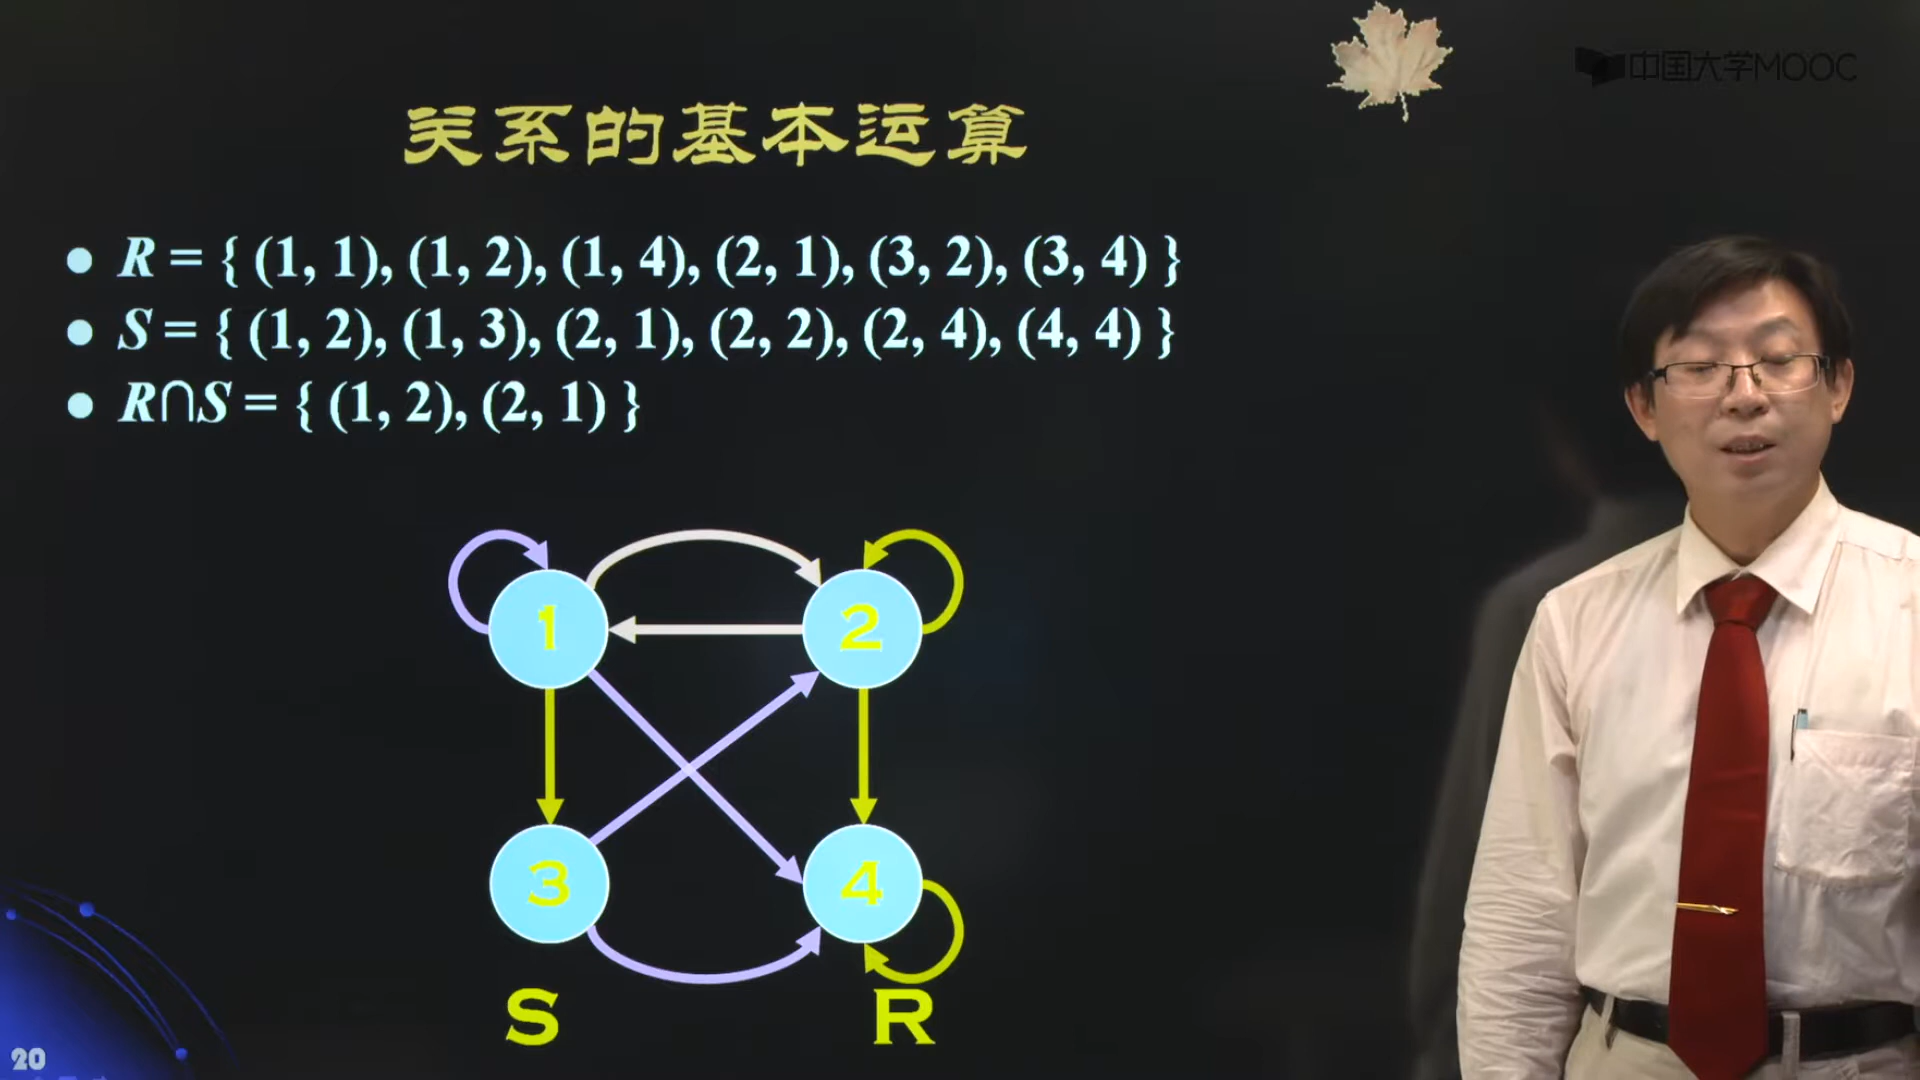 中国大学MOOC
关系的基本运算
● R = { (1, 1), (1, 2), (1, 4), (2, 1), (3, 2), (3, 4) }
● S = { (1, 2), (1, 3), (2, 1), (2, 2), (2, 4), (4, 4) }
● R∩S = { (1, 2), (2, 1) }
1 2
3 4
S R
20